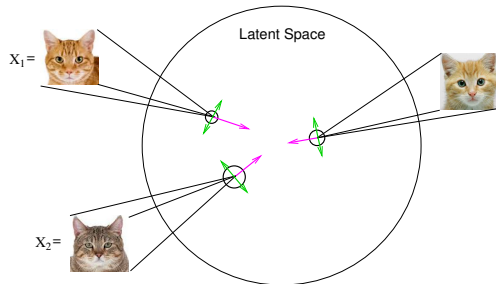 Latent Space
X₁=
X₂=